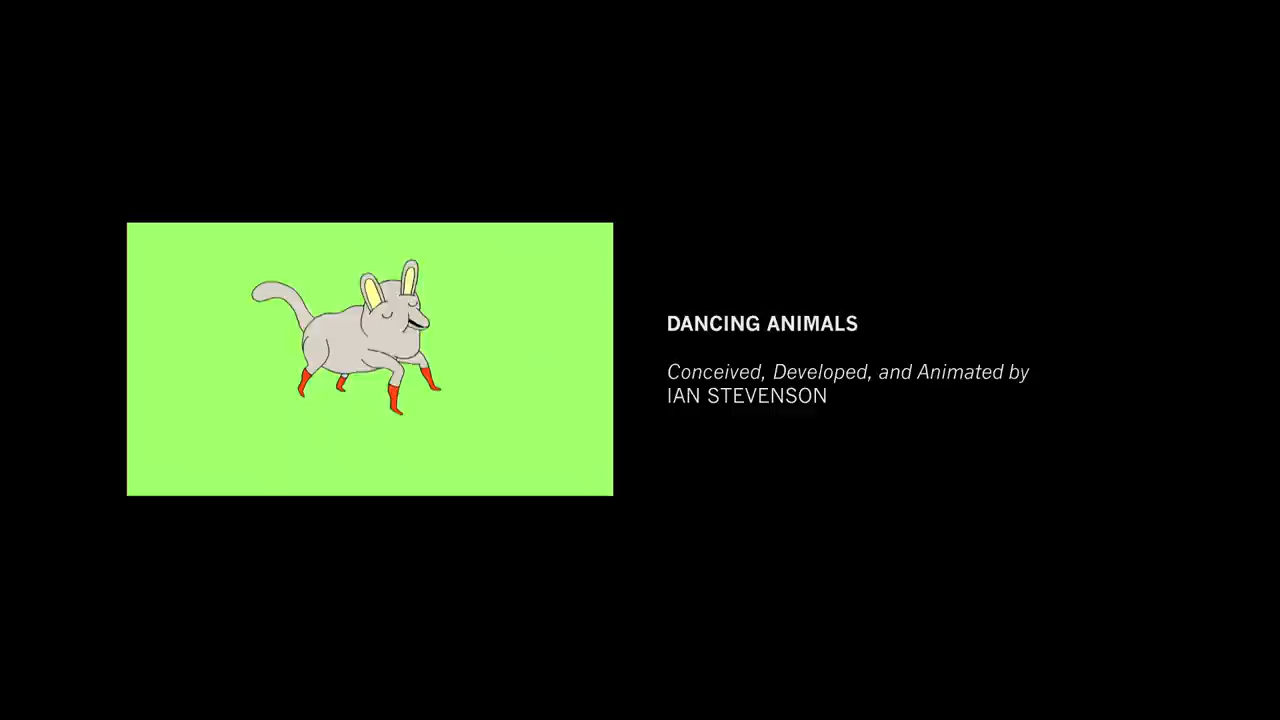 DANCING ANIMALS
Conceived, Developed, and Animated by
IAN STEVENSON